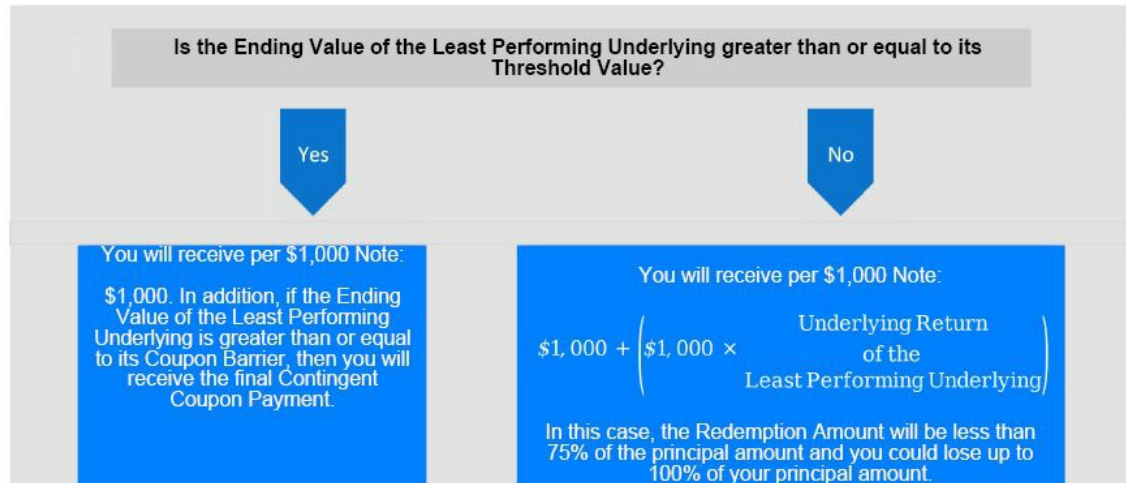 Is the Ending Value of the Least Performing Underlying greater than or equal to its
Threshold Value?
Yes
No
You will receive per $1,000 Note:
$1,000. In addition, if the Ending
Value of the Least Performing
Underlying is greater than or equal
to its Coupon Barrier, then you will
receive the final Contingent
Coupon Payment.
You will receive per $1,000 Note:
$1,000 + ($1,000 × Underlying Return
of the
Least Performing Underlying)
In this case, the Redemption Amount will be less than
75% of the principal amount and you could lose up to
100% of your principal amount.